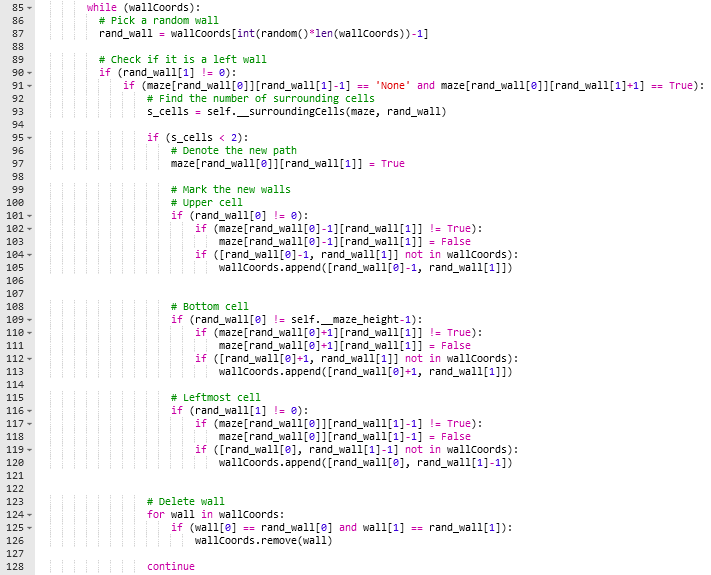 85 while (wallCoords):
86 # Pick a random wall
87 rand_wall = wallCoords[int(random()*len(wallCoords))-1]
88
89 # Check if it is a left wall
90 if (rand_wall[1] != 0):
91 if (maze[rand_wall[0]][rand_wall[1]-1] == 'None' and maze[rand_wall[0]][rand_wall[1]+1] == True):
92 # Find the number of surrounding cells
93 s_cells = self.__surroundingCells(maze, rand_wall)
94
95 if (s_cells < 2):
96 # Denote the new path
97 maze[rand_wall[0]][rand_wall[1]] = True
98
99 # Mark the new walls
100 # Upper cell
101 if (rand_wall[0] != 0):
102 if (maze[rand_wall[0]-1][rand_wall[1]] != True):
103 maze[rand_wall[0]-1][rand_wall[1]] = False
104 if ([rand_wall[0]-1, rand_wall[1]] not in wallCoords):
105 wallCoords.append([rand_wall[0]-1, rand_wall[1]])
106
107
108 # Bottom cell
109 if (rand_wall[0] != self.__maze_height-1):
110 if (maze[rand_wall[0]+1][rand_wall[1]] != True):
111 maze[rand_wall[0]+1][rand_wall[1]] = False
112 if ([rand_wall[0]+1, rand_wall[1]] not in wallCoords):
113 wallCoords.append([rand_wall[0]+1, rand_wall[1]])
114
115 # Leftmost cell
116 if (rand_wall[1] != 0):
117 if (maze[rand_wall[0]][rand_wall[1]-1] != True):
118 maze[rand_wall[0]][rand_wall[1]-1] = False
119 if ([rand_wall[0], rand_wall[1]-1] not in wallCoords):
120 wallCoords.append([rand_wall[0], rand_wall[1]-1])
121
122
123 # Delete wall
124 for wall in wallCoords:
125 if (wall[0] == rand_wall[0] and wall[1] == rand_wall[1]):
126 wallCoords.remove(wall)
127
128 continue